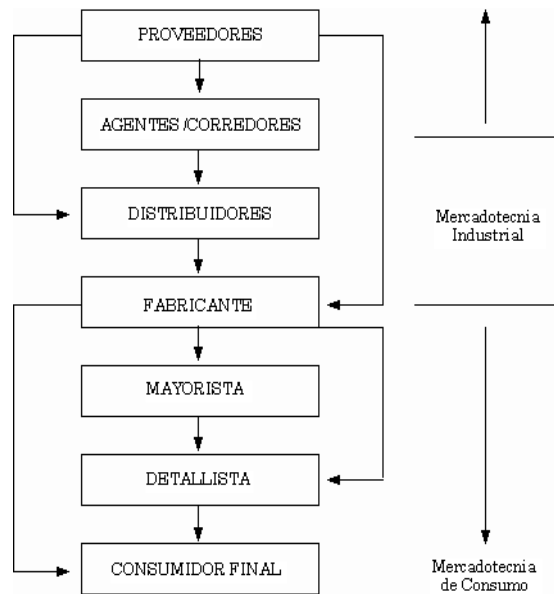 PROVEEDORES
AGENTES /CORREDORES
DISTRIBUIDORES
Mercadotecnia
Industrial
FABRICANTE
MAYORISTA
DETALLISTA
CONSUMIDOR FINAL
Mercadotecnia
de Consumo